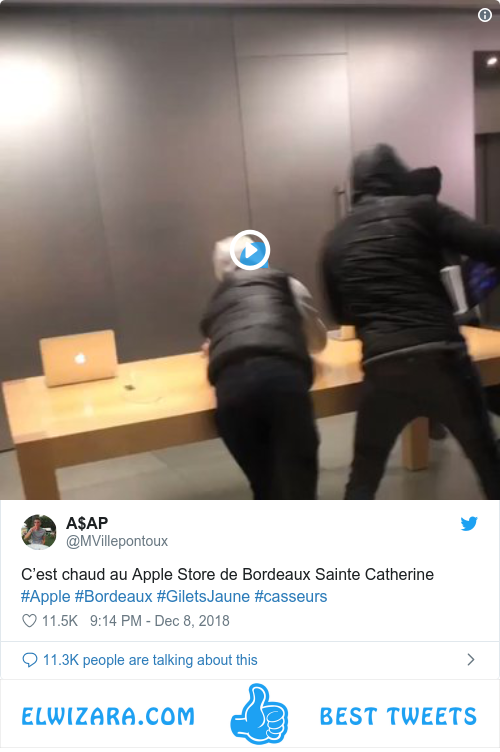 A$AP
@MVillepontoux
C’est chaud au Apple Store de Bordeaux Sainte Catherine
#Apple #Bordeaux #GiletsJaune #casseurs
11.5K 9:14 PM - Dec 8, 2018
11.3K people are talking about this
ELWIZARA.COM BEST TWEETS